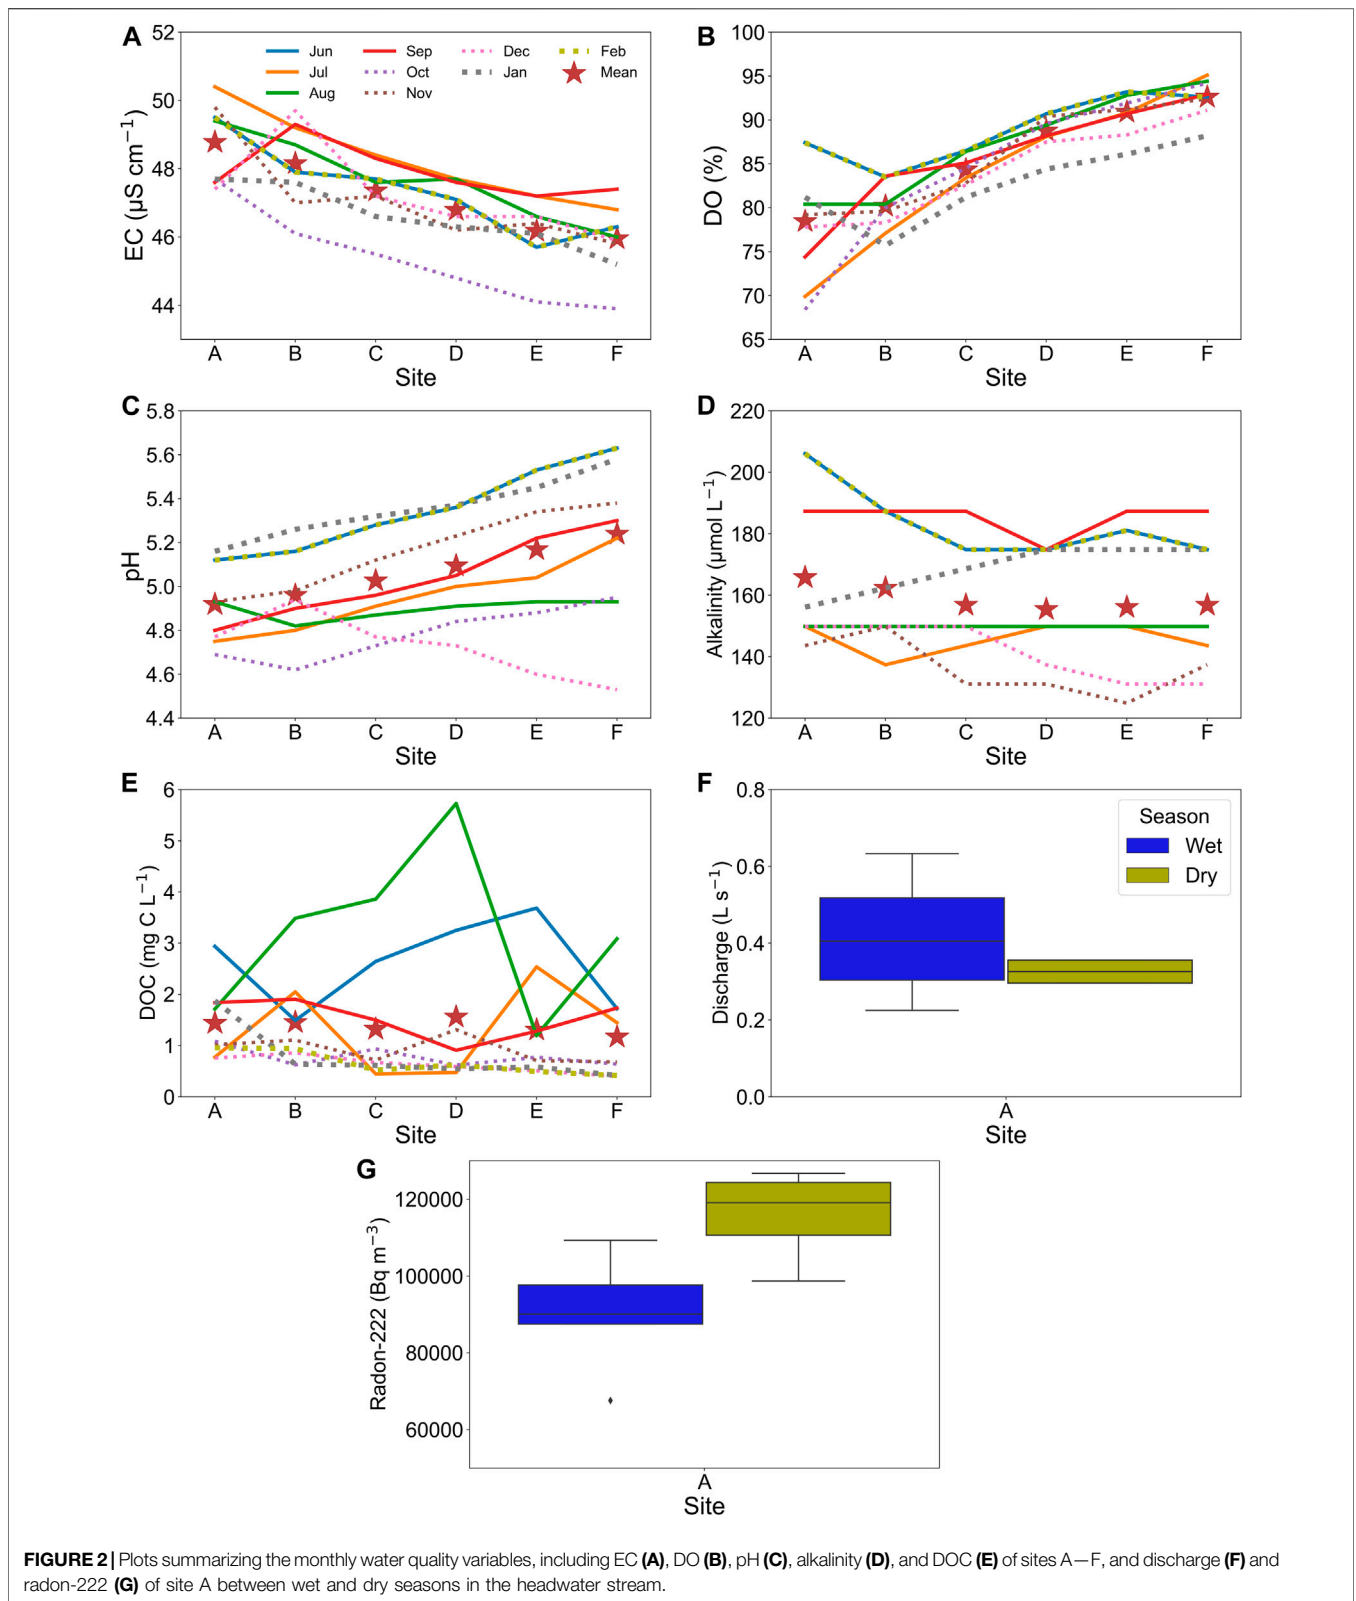 A
52
50
48
46
44
EC (µS cm−1)
Jun
Jul
Aug
Sep
Oct
Nov
Dec
Jan
Feb
Mean
A B C D E F
Site
B
100
95
90
85
80
75
70
65
DO (%)
A B C D E F
Site
C
5.8
5.6
5.4
5.2
5.0
4.8
4.6
4.4
pH
A B C D E F
Site
D
220
200
180
160
140
120
Alkalinity (µmol L−1)
A B C D E F
Site
E
6
5
4
3
2
1
0
DOC (mg C L−1)
A B C D E F
Site
F
0.8
0.6
0.4
0.2
0.0
Discharge (L s−1)
Season
Wet
Dry
A
Site
G
120000
100000
80000
60000
Radon-222 (Bq m−3)
A
Site
FIGURE 2 | Plots summarizing the monthly water quality variables, including EC (A), DO (B), pH (C), alkalinity (D), and DOC (E) of sites A—F, and discharge (F) and
radon-222 (G) of site A between wet and dry seasons in the headwater stream.